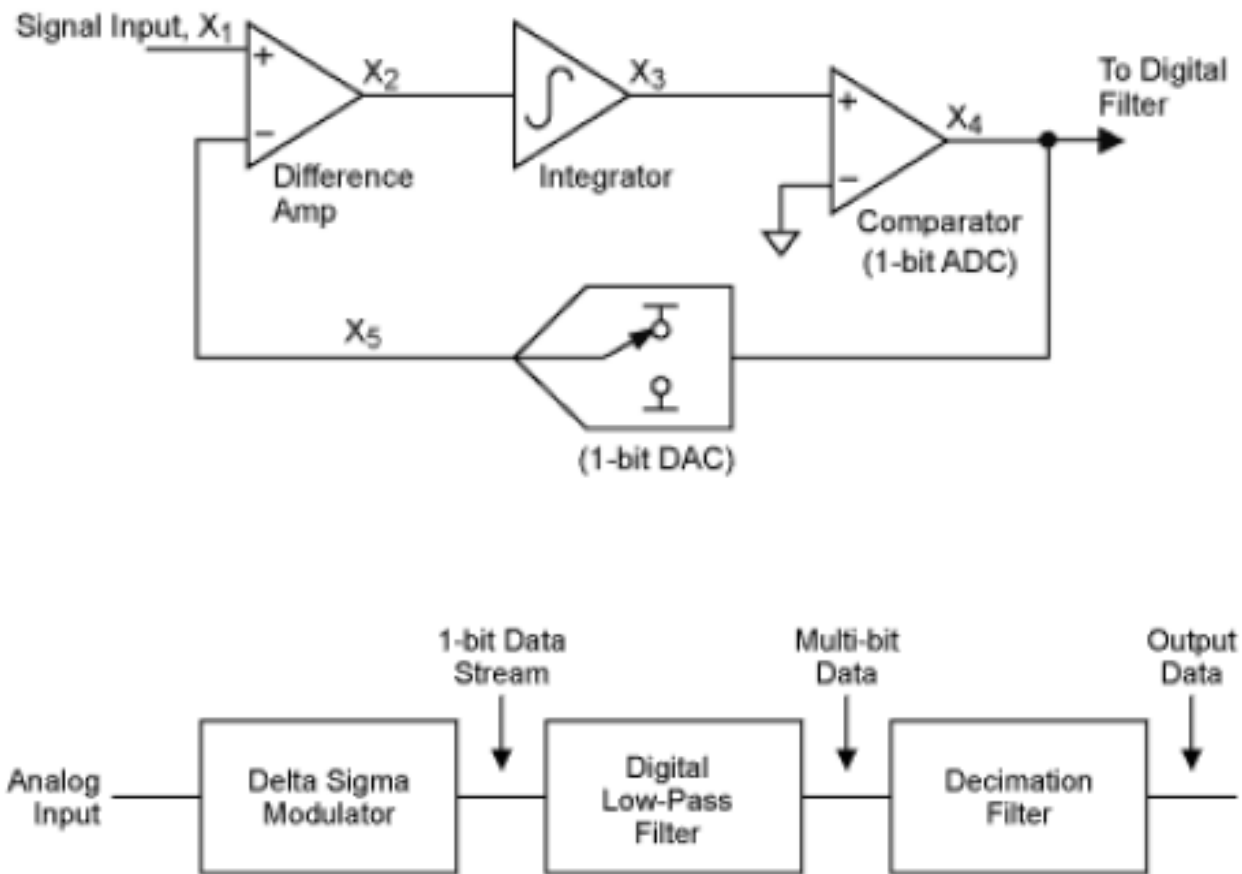 Signal Input, X1
+
−
X2
Difference
Amp
∫
X3
Integrator
+
−
X4
Comparator
(1-bit ADC)
To Digital
Filter
X5
(1-bit DAC)
1-bit Data
Stream
Multi-bit
Data
Output
Data
Analog
Input
Delta Sigma
Modulator
Digital
Low-Pass
Filter
Decimation
Filter